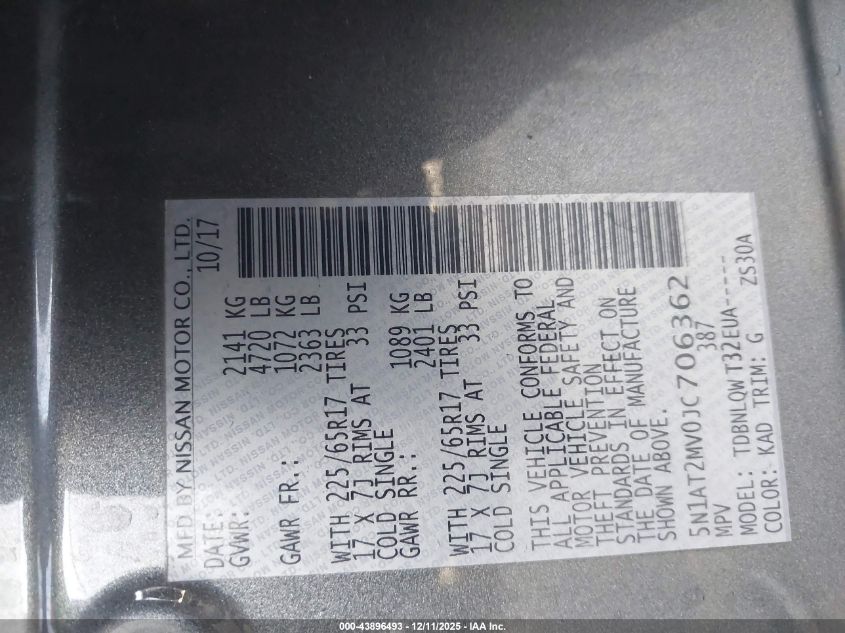 MFD BY NISSAN MOTOR CO., LTD.
DATE: 10/17
GVWR: 2141 KG
4720 LB
GAWR FR.: 1072 KG
2363 LB
WITH 225/65R17 TIRES
17 X 7J RIMS AT 33 PSI
COLD SINGLE
GAWR RR.: 1089 KG
2401 LB
WITH 225/65R17 TIRES
17 X 7J RIMS AT 33 PSI
COLD SINGLE
THIS VEHICLE CONFORMS TO
ALL APPLICABLE FEDERAL
MOTOR VEHICLE SAFETY AND
THEFT PREVENTION
STANDARDS IN EFFECT ON
THE DATE OF MANUFACTURE
SHOWN ABOVE.
5N1AT2MV0JC706362
MPV 387
MODEL: TDBNLQW T32EUA-----
COLOR: KAD TRIM: G ZS30A
000-43896493 - 12/11/2025 - IAA Inc.